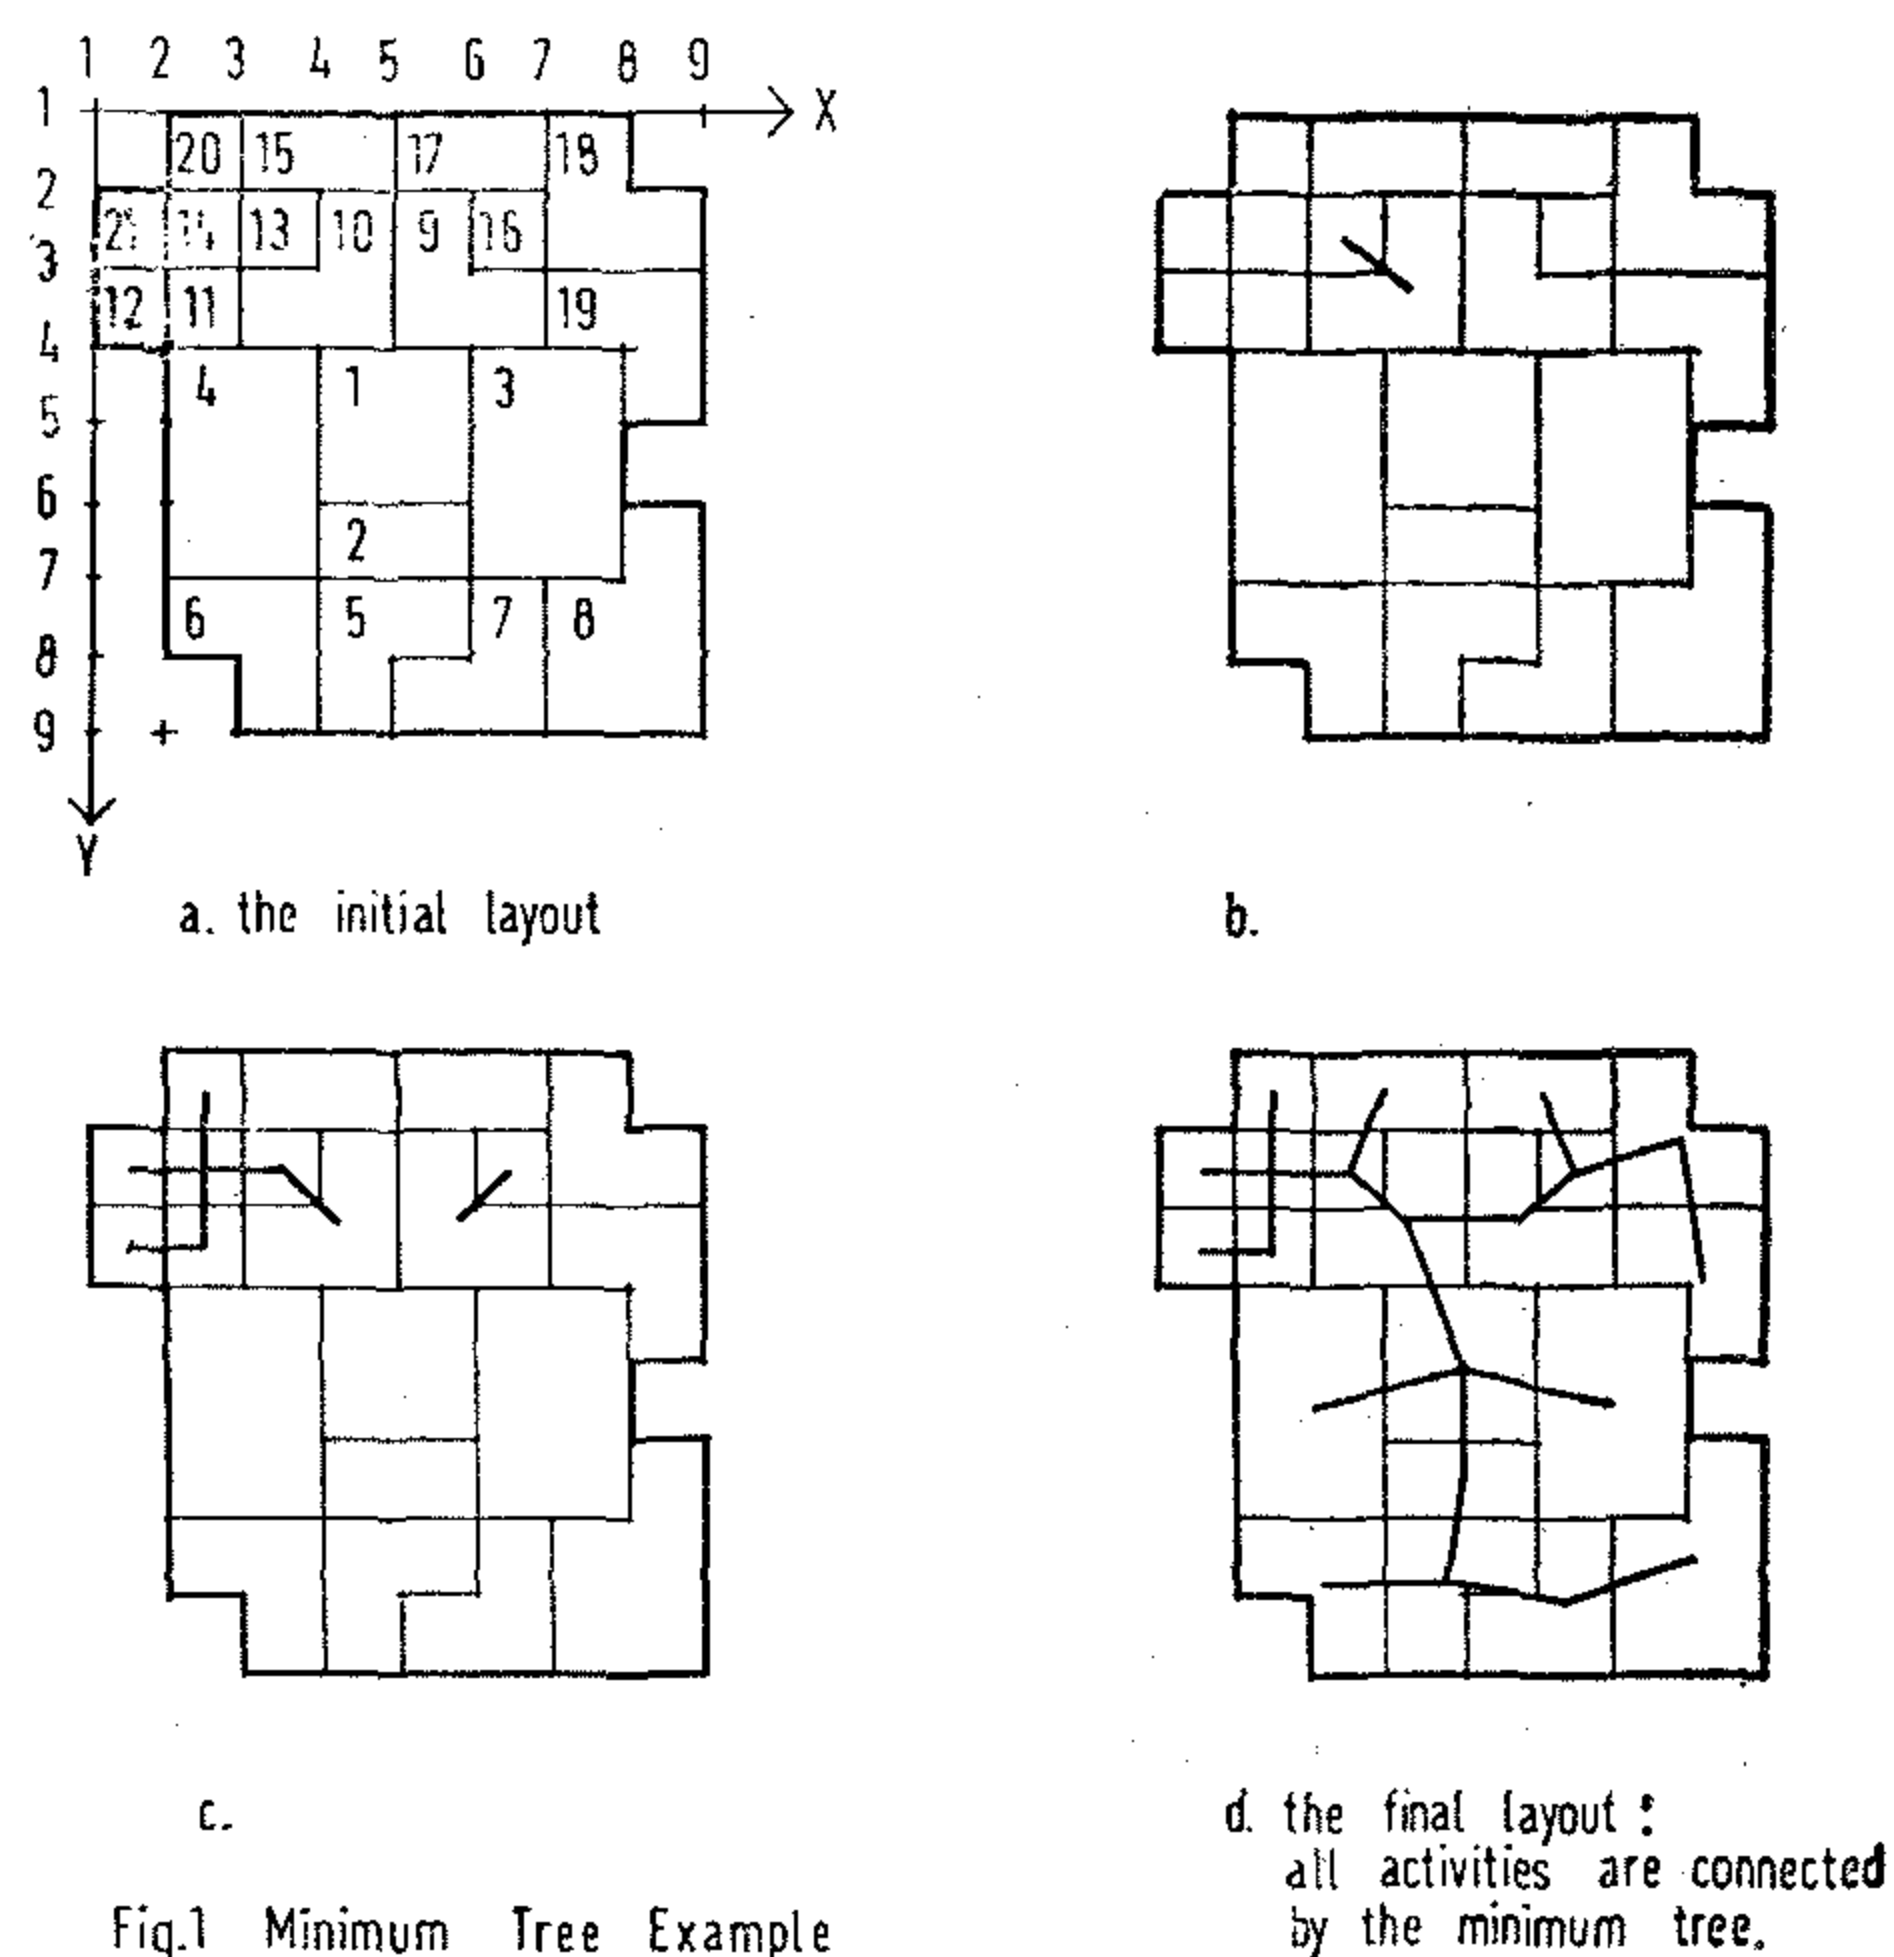 1 2 3 4 5 6 7 8 9
1 X
20 15 17 18
2
21 14 13 10 9 16
3
12 11 19
4
4 1 3
5
6
2
7
6 5 7 8
8
9
Y
a. the initial layout
b.
c.
d. the final layout :
all activities are connected
by the minimum tree.
Fig.1 Minimum Tree Example